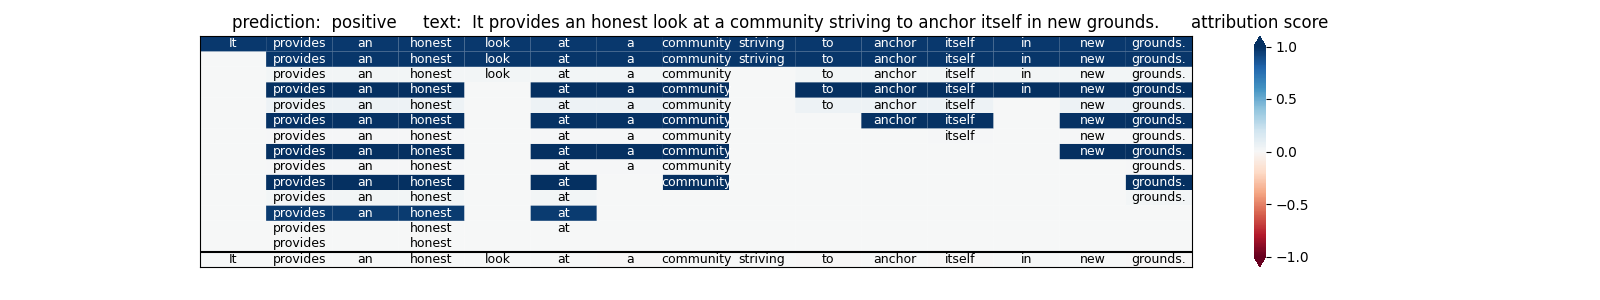 prediction:  positive     text:  It provides an honest look at a community striving to anchor itself in new grounds.      attribution score
It provides an honest look at a community striving to anchor itself in new grounds.
provides an honest look at a community striving to anchor itself in new grounds.
provides an honest look at a community to anchor itself in new grounds.
provides an honest at a community to anchor itself in new grounds.
provides an honest at a community to anchor itself new grounds.
provides an honest at a community anchor itself new grounds.
provides an honest at a community itself new grounds.
provides an honest at a community new grounds.
provides an honest at a community grounds.
provides an honest at community grounds.
provides an honest at grounds.
provides an honest at
provides honest at
provides honest
It provides an honest look at a community striving to anchor itself in new grounds.
1.0
0.5
0.0
−0.5
−1.0